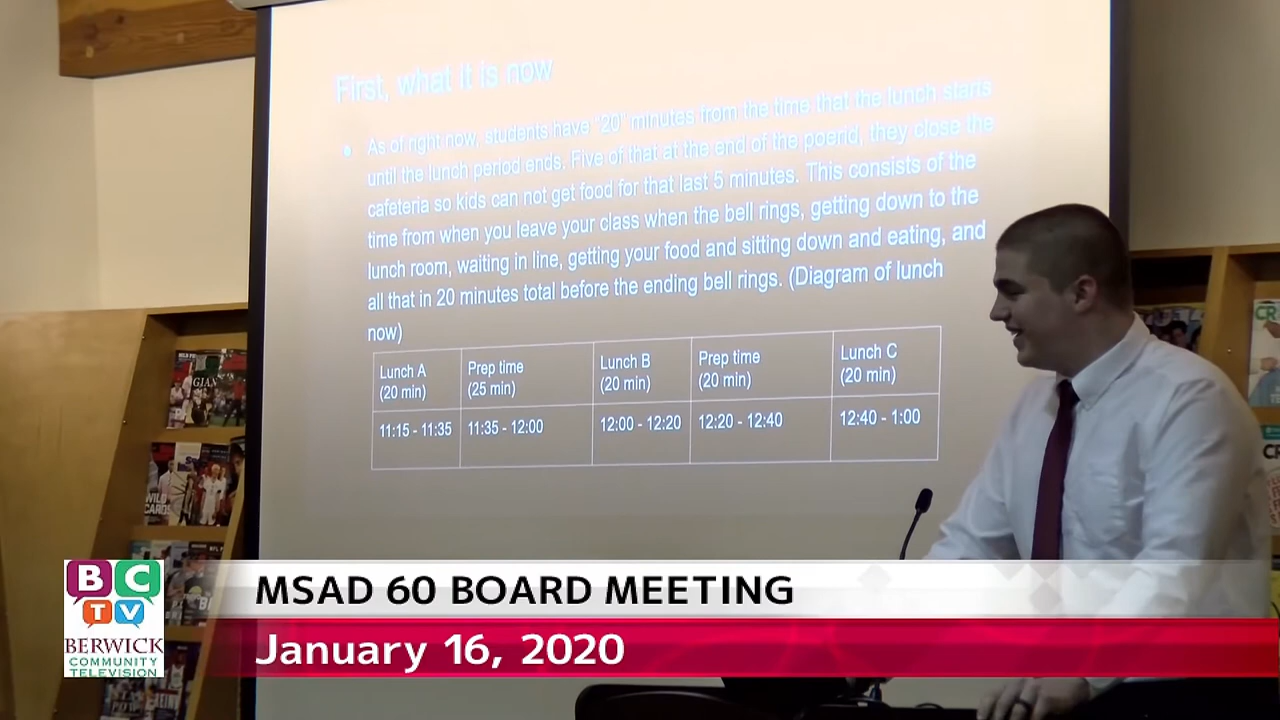 First, what it is now
As of right now, students have "20" minutes from the time that the lunch starts
until the lunch period ends. Five of that at the end of the poerid, they close the
cafeteria so kids can not get food for that last 5 minutes. This consists of the
time from when you leave your class when the bell rings, getting down to the
lunch room, waiting in line, getting your food and sitting down and eating, and
all that in 20 minutes total before the ending bell rings. (Diagram of lunch
now)
Lunch A Prep time Lunch B Prep time Lunch C
(20 min) (25 min) (20 min) (20 min) (20 min)
11:15 - 11:35 11:35 - 12:00 12:00 - 12:20 12:20 - 12:40 12:40 - 1:00
GIAN
WILD
CARDS
CR
B C
TV
BERWICK
COMMUNITY
TELEVISION
MSAD 60 BOARD MEETING
January 16, 2020